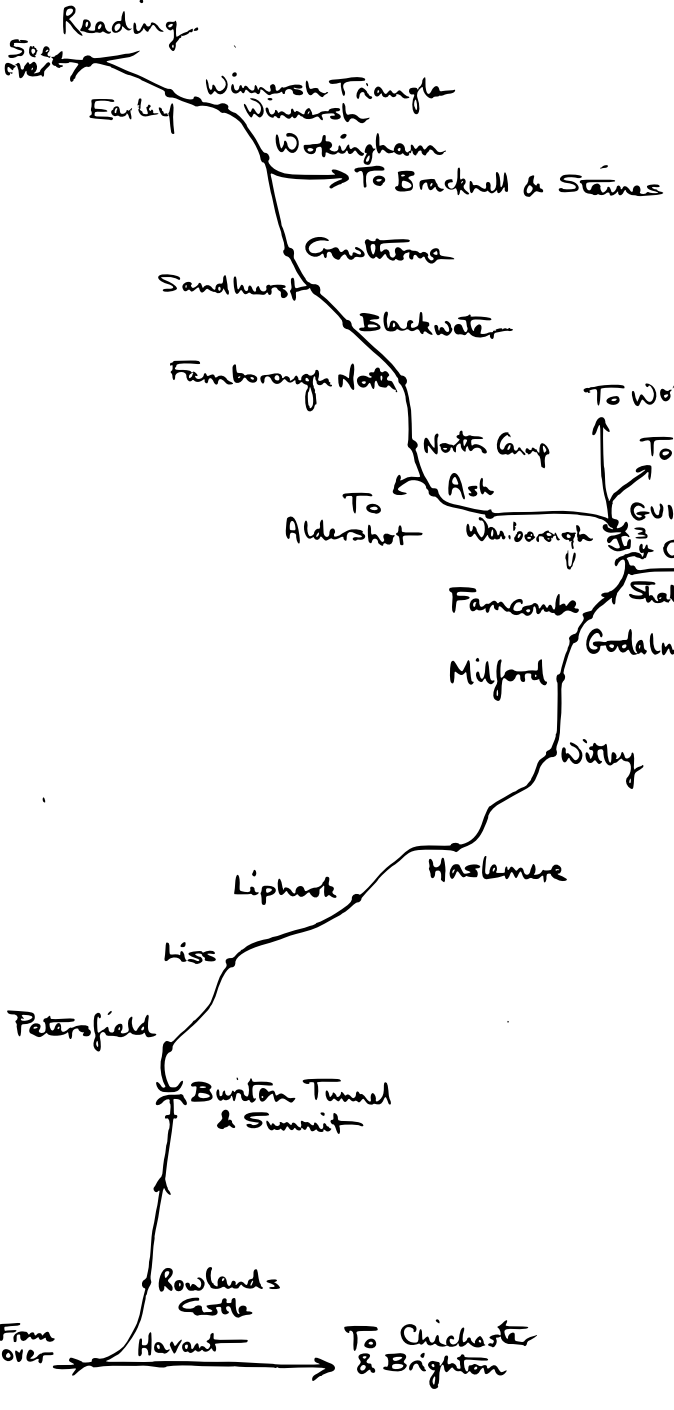 Reading.
See
over
Winnersh Triangle
Earley
Winnersh
Wokingham
To Bracknell & Staines
Crowthorne
Sandhurst
Blackwater
Farnborough North
To Wo
North Camp
To
Ash
To
Aldershot
GUI
Wanborough
3
4
Farncombe
Shal
Godalm
Milford
Witley
Haslemere
Liphook
Liss
Petersfield
Buriton Tunnel
& Summit
Rowlands
Castle
From
over
Havant
To Chichester
& Brighton